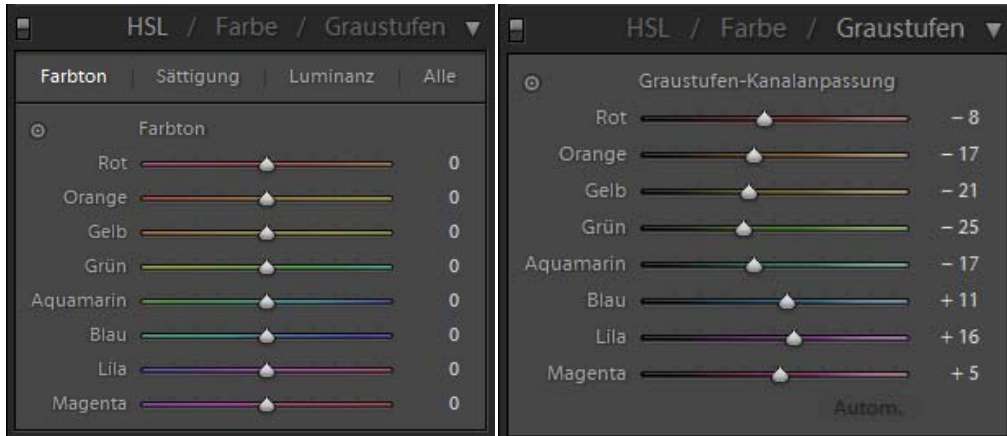 HSL / Farbe / Graustufen
Farbton Sättigung Luminanz Alle
Farbton
Rot 0
Orange 0
Gelb 0
Grün 0
Aquamarin 0
Blau 0
Lila 0
Magenta 0
HSL / Farbe / Graustufen
Graustufen-Kanalanpassung
Rot – 8
Orange – 17
Gelb – 21
Grün – 25
Aquamarin – 17
Blau + 11
Lila + 16
Magenta + 5
Autom.